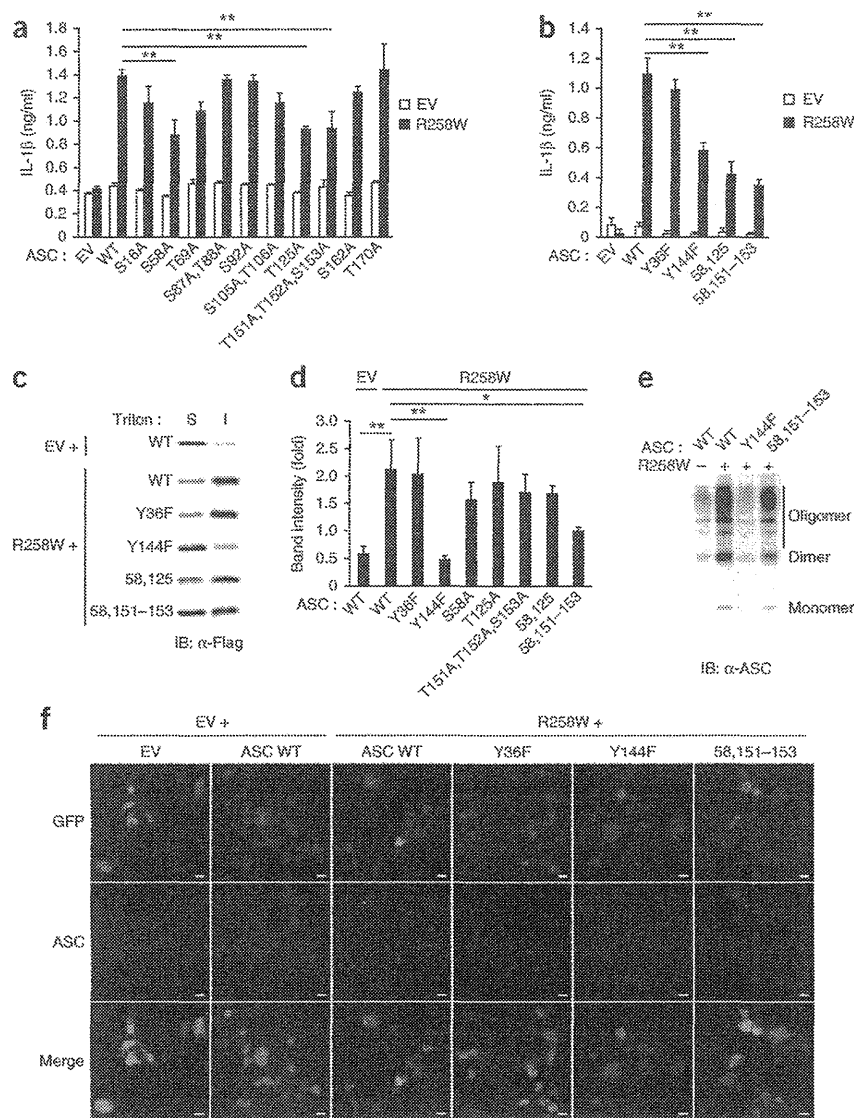 a
IL-1β (ng/ml)
1.8
1.6
1.4
1.2
1.0
0.8
0.6
0.4
0.2
0
**
**
**
EV
R258W
ASC :
EV
WT
S16A
S58A
T69A
S87A,T88A
S92A
S105A,T106A
T125A
T151A,T152A,S153A
S162A
T170A
b
IL-1β (ng/ml)
1.4
1.2
1.0
0.8
0.6
0.4
0.2
0
**
**
**
EV
R258W
ASC :
EV
WT
Y36F
Y144F
58,125
58,151–153
c
Triton : S I
EV + WT
R258W +
WT
Y36F
Y144F
58,125
58,151–153
IB: α-Flag
d
EV R258W
Band intensity (fold)
3.0
2.5
2.0
1.5
1.0
0.5
0.0
**
**
*
ASC :
WT
WT
Y36F
Y144F
S58A
T125A
T151A,T152A,S153A
58,125
58,151–153
e
ASC : WT WT Y144F 58,151–153
R258W – + + +
Oligomer
Dimer
Monomer
IB: α-ASC
f
EV + R258W +
EV ASC WT ASC WT Y36F Y144F 58,151–153
GFP
ASC
Merge